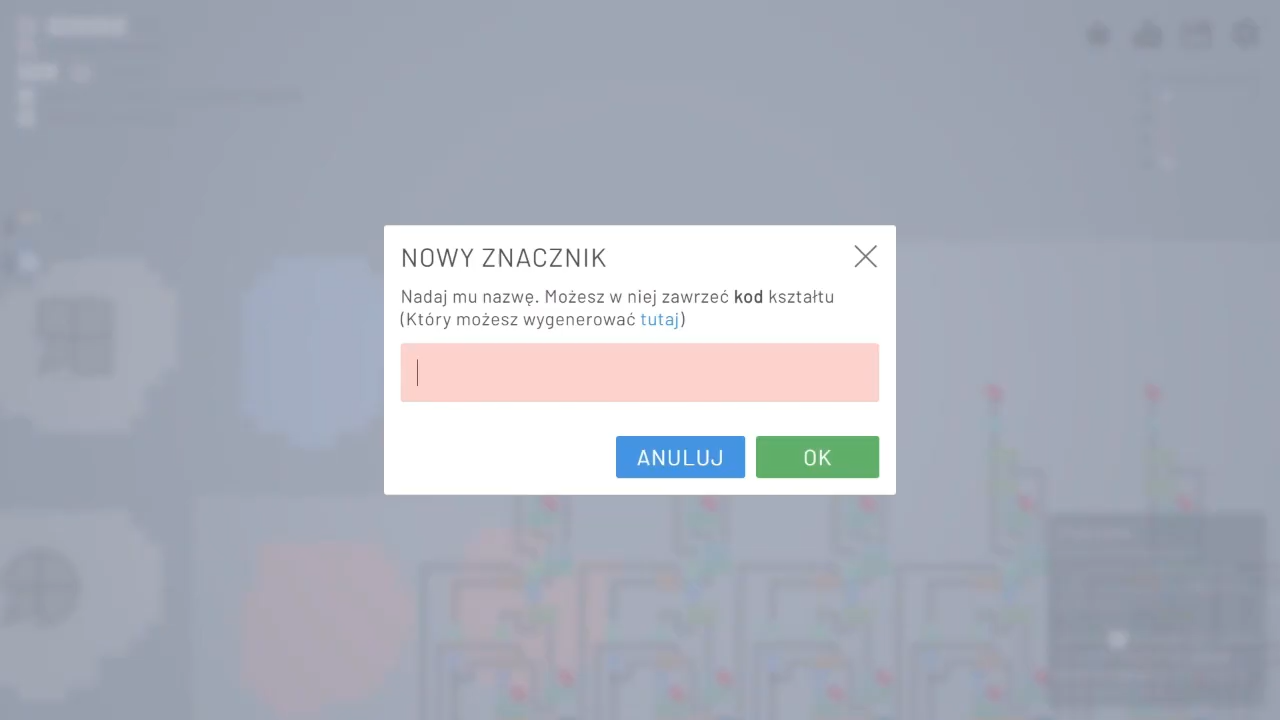 NOWY ZNACZNIK
Nadaj mu nazwę. Możesz w niej zawrzeć kod kształtu
(Który możesz wygenerować tutaj)
ANULUJ
OK